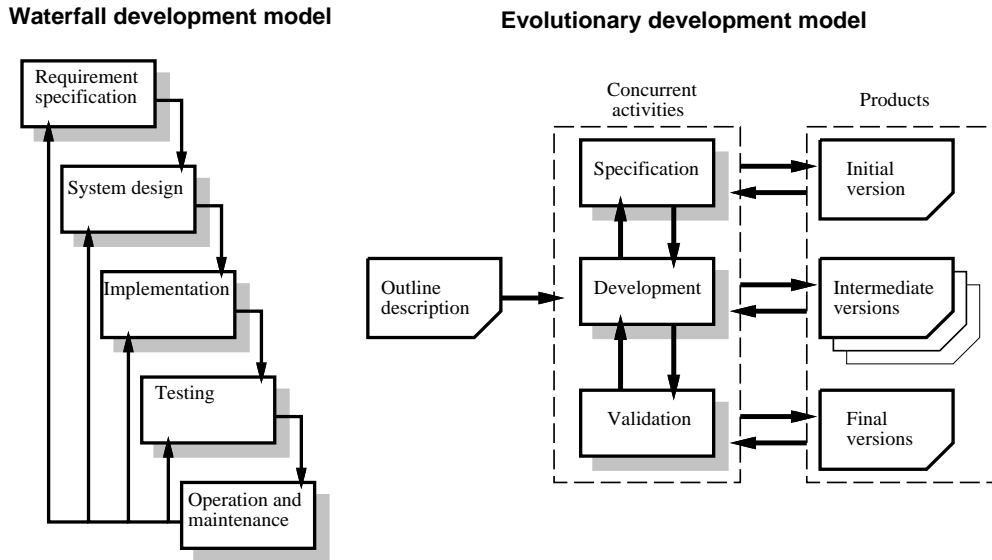 Waterfall development model
Requirement
specification
System design
Implementation
Testing
Operation and
maintenance
Evolutionary development model
Concurrent
activities
Products
Outline
description
Specification
Development
Validation
Initial
version
Intermediate
versions
Final
versions